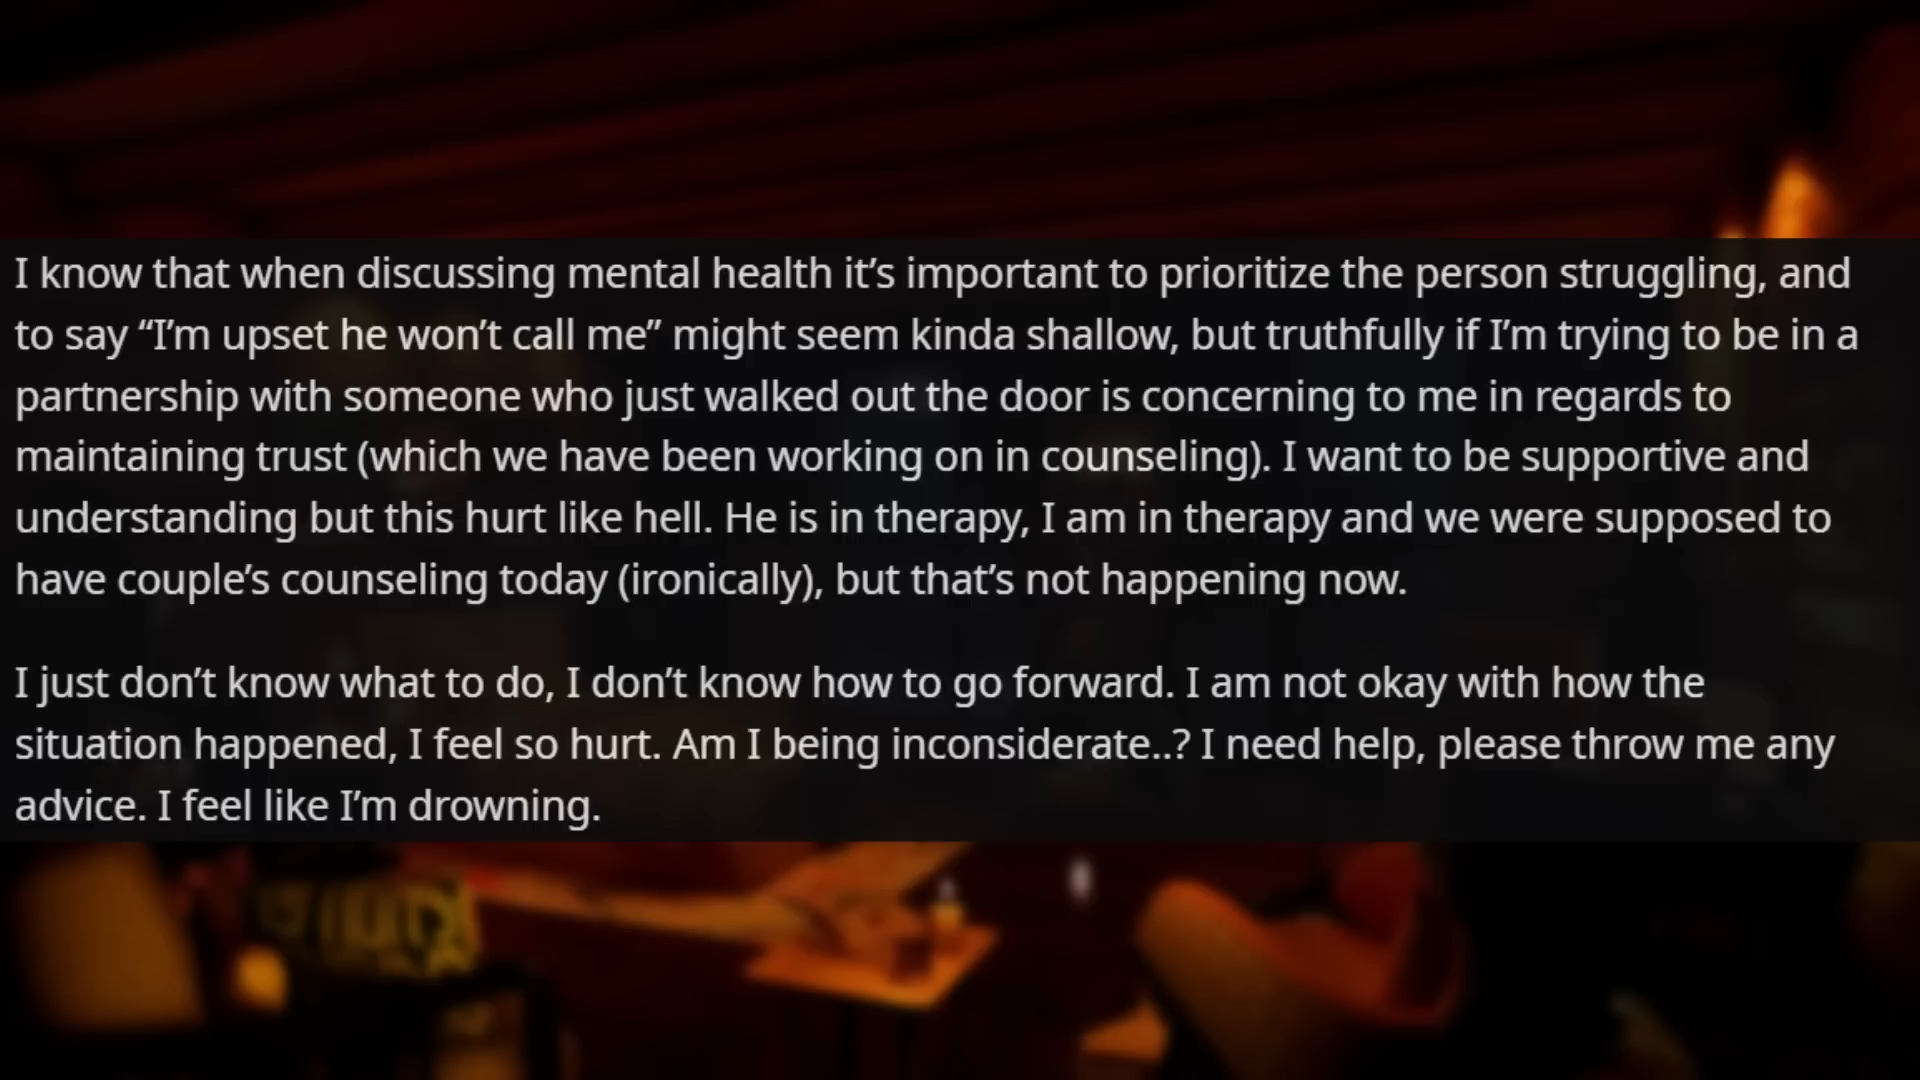 I know that when discussing mental health it’s important to prioritize the person struggling, and
to say “I’m upset he won’t call me” might seem kinda shallow, but truthfully if I’m trying to be in a
partnership with someone who just walked out the door is concerning to me in regards to
maintaining trust (which we have been working on in counseling). I want to be supportive and
understanding but this hurt like hell. He is in therapy, I am in therapy and we were supposed to
have couple’s counseling today (ironically), but that’s not happening now.
I just don’t know what to do, I don’t know how to go forward. I am not okay with how the
situation happened, I feel so hurt. Am I being inconsiderate..? I need help, please throw me any
advice. I feel like I’m drowning.